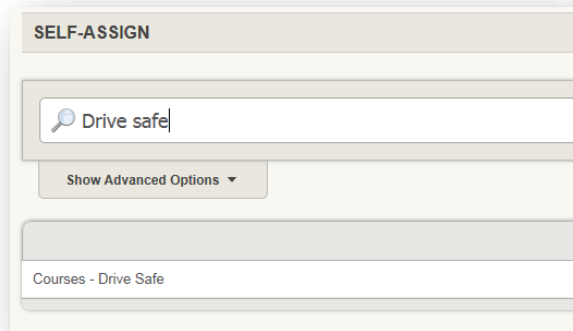 SELF-ASSIGN
Drive safe
Show Advanced Options
Courses - Drive Safe